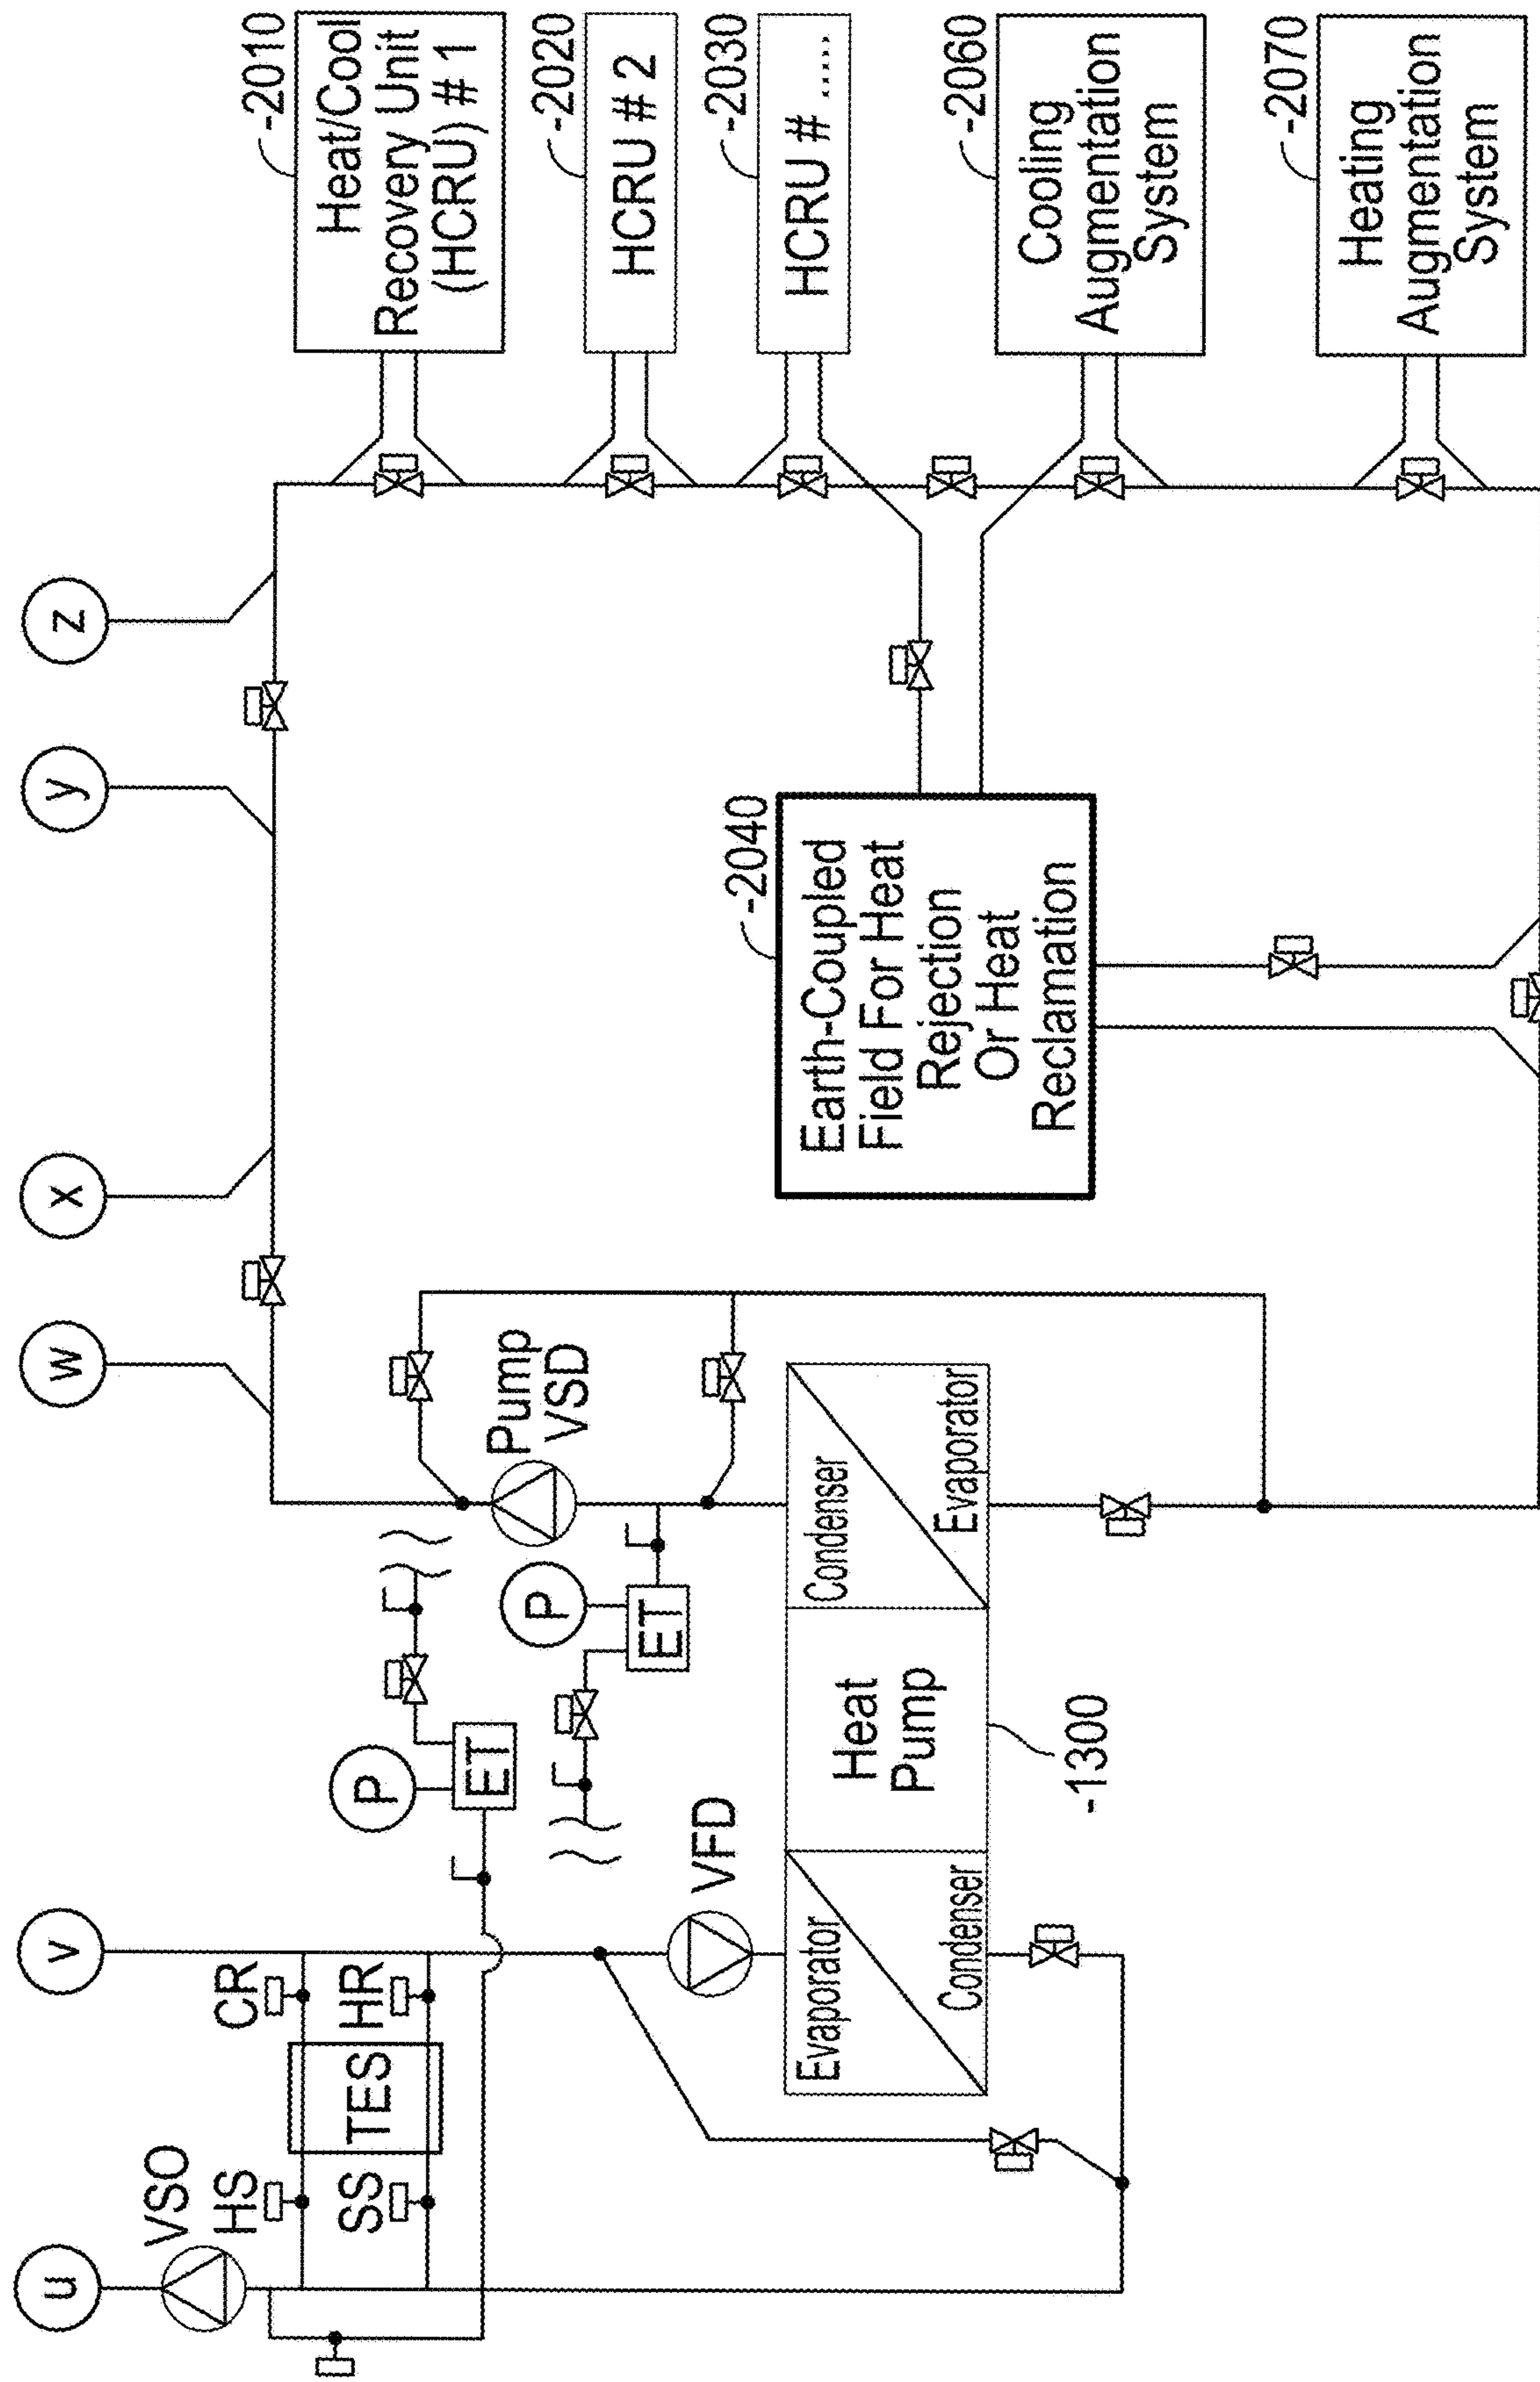 u
v
w
x
y
z
VSO
HS
CR
TES
SS
HR
P
ET
P
ET
Pump
VSD
VFD
Evaporator
Condenser
Heat
Pump
Condenser
Evaporator
-1300
-2040
Earth-Coupled
Field For Heat
Rejection
Or Heat
Reclamation
-2010
Heat/Cool
Recovery Unit
(HCRU) # 1
-2020
HCRU # 2
-2030
HCRU # .....
-2060
Cooling
Augmentation
System
-2070
Heating
Augmentation
System